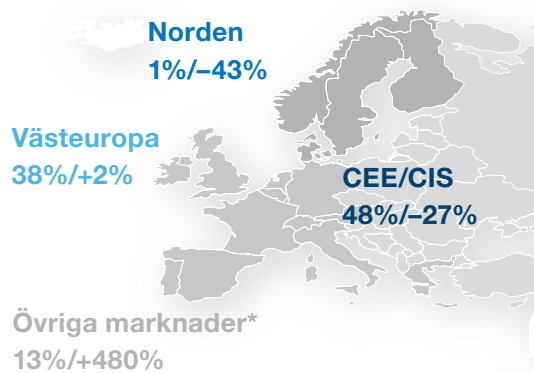 Norden
1%/–43%
Västeuropa
38%/+2%
CEE/CIS
48%/–27%
Övriga marknader*
13%/+480%